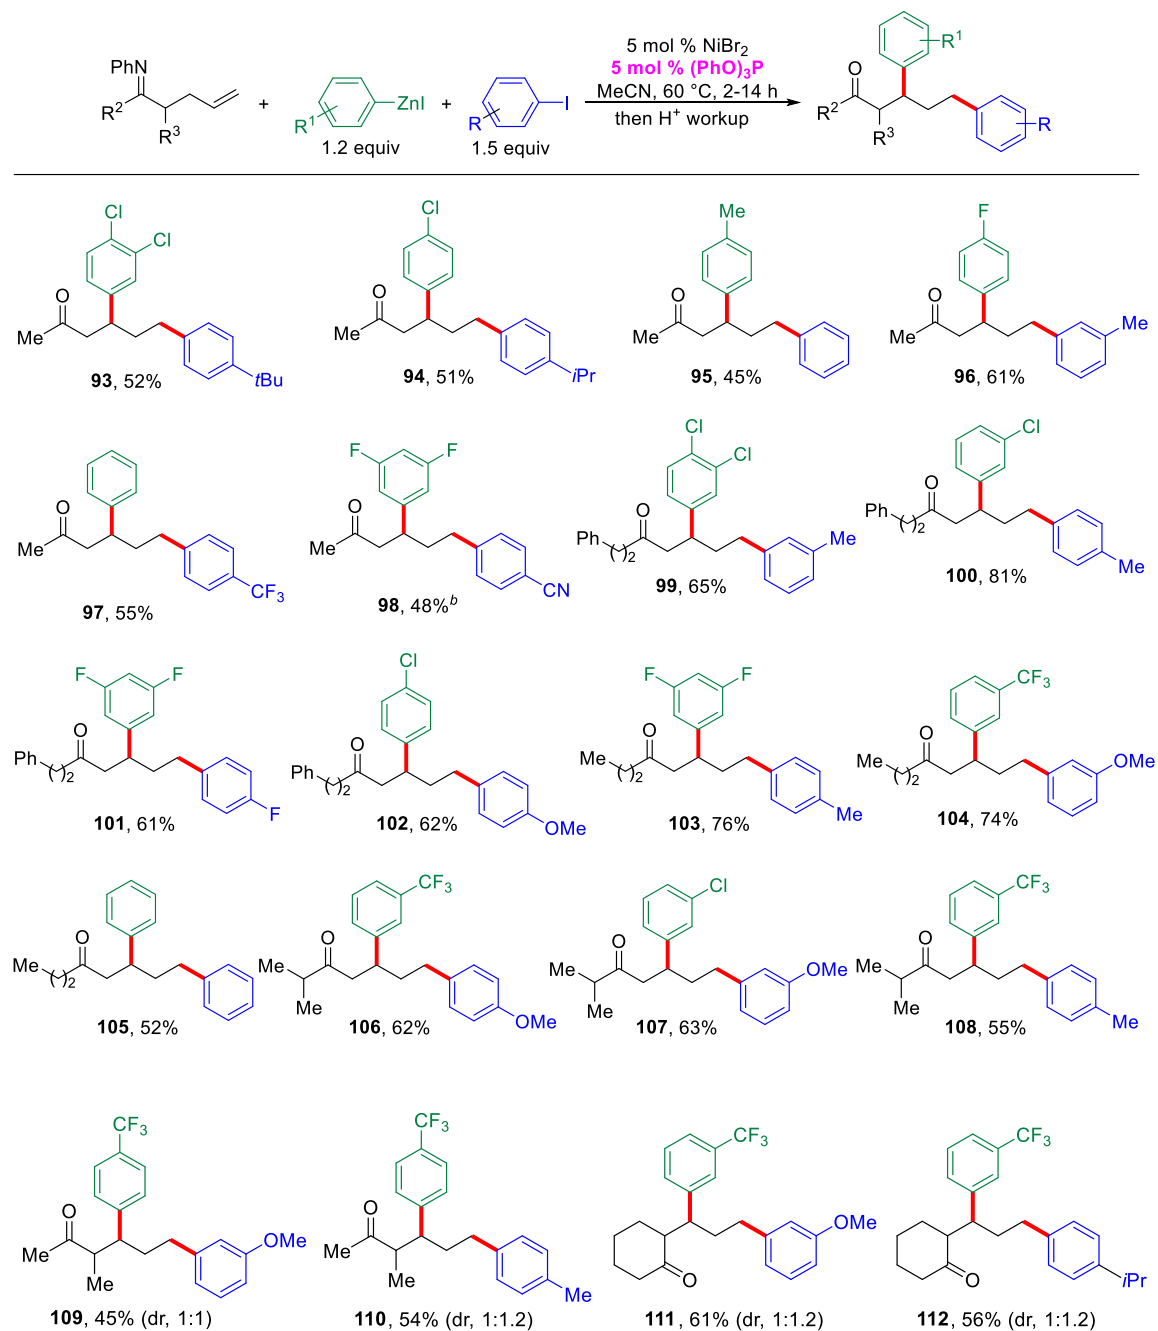 PhN
R²
R³
+
R¹
ZnI
1.2 equiv
+
R
I
1.5 equiv
5 mol % NiBr₂
5 mol % (PhO)₃P
MeCN, 60 °C, 2-14 h
then H⁺ workup
O
R²
R³
R¹
R
Cl
Cl
O
Me
tBu
93, 52%
Cl
O
Me
iPr
94, 51%
Me
O
Me
95, 45%
F
O
Me
Me
96, 61%
O
Me
CF₃
97, 55%
F
F
O
Me
CN
98, 48%ᵇ
Cl
Cl
O
Ph
( )₂
Me
99, 65%
Cl
O
Ph
( )₂
Me
100, 81%
F
F
O
Ph
( )₂
F
101, 61%
Cl
O
Ph
( )₂
OMe
102, 62%
F
F
O
Me
( )₂
Me
103, 76%
CF₃
O
Me
( )₂
OMe
104, 74%
O
Me
( )₂
105, 52%
CF₃
O
Me
Me
OMe
106, 62%
Cl
O
Me
Me
OMe
107, 63%
CF₃
O
Me
Me
Me
108, 55%
CF₃
O
Me
Me
OMe
109, 45% (dr, 1:1)
CF₃
O
Me
Me
Me
110, 54% (dr, 1:1.2)
CF₃
O
OMe
111, 61% (dr, 1:1.2)
CF₃
O
iPr
112, 56% (dr, 1:1.2)